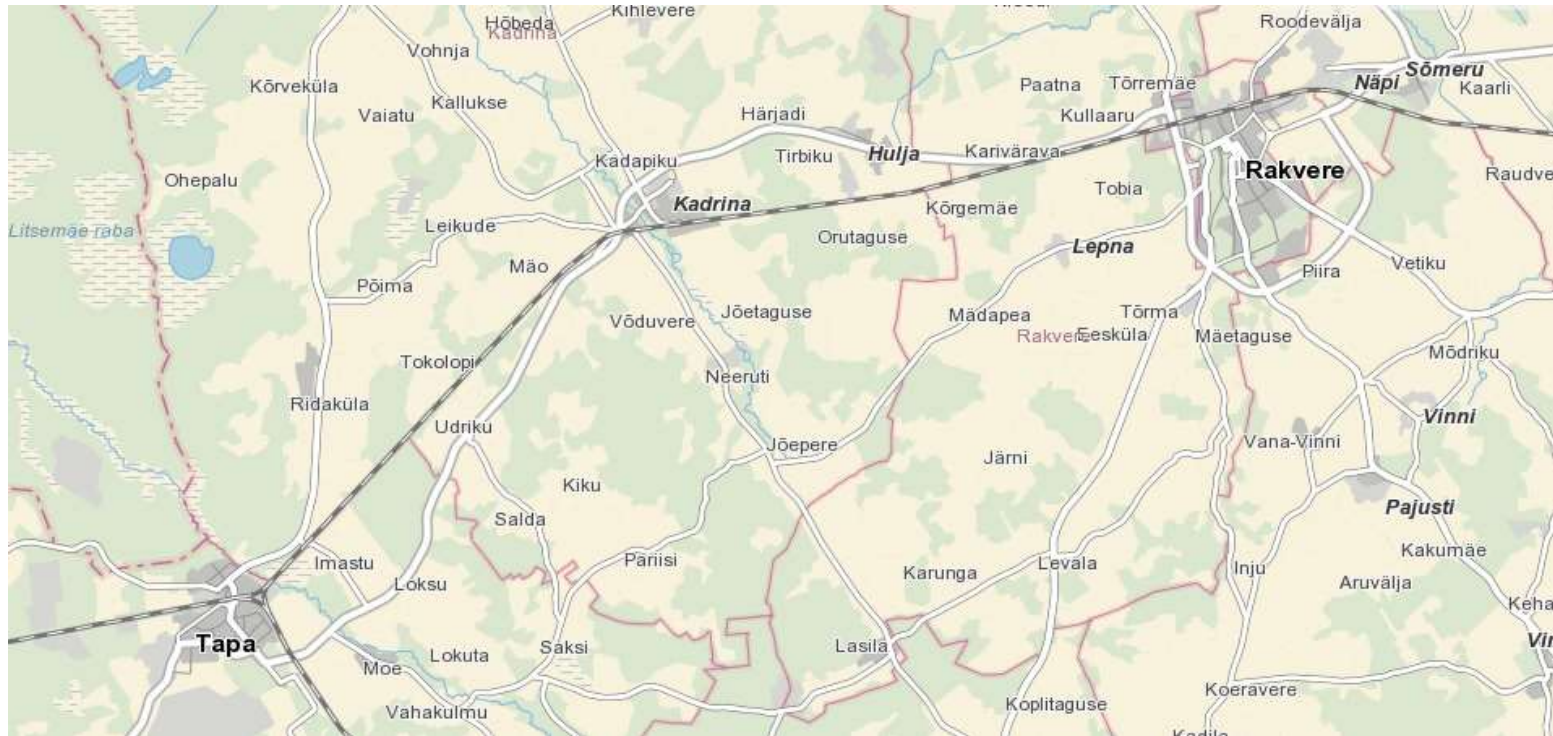 Kihlevere
Hõbeda
Kadrina
Roodevälja
Vohnja
Sõmeru
Näpi
Kaarli
Kõrveküla
Paatna
Tõrremäe
Kallukse
Vaiatu
Härjadi
Kullaaru
Kadapiku
Tirbiku
Hulja
Karivärava
Rakvere
Raudve
Ohepalu
Tobia
Kadrina
Kõrgemäe
Leikude
Litsemäe raba
Orutaguse
Lepna
Mäo
Piira
Vetiku
Põima
Jõetaguse
Mädapea
Tõrma
Võduvere
Rakvere
Eesküla
Mäetaguse
Mõdriku
Tokolopi
Neeruti
Ridaküla
Vinni
Udriku
Jõepere
Vana-Vinni
Järni
Kiku
Pajusti
Salda
Kakumäe
Imastu
Pariisi
Levala
Inju
Loksu
Karunga
Aruvälja
Keha
Tapa
Saksi
Lasila
Vin
Lokuta
Moe
Koeravere
Koplitaguse
Vahakulmu
Kadila